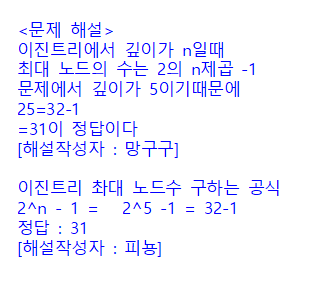 <문제 해설>
이진트리에서 깊이가 n일때
최대 노드의 수는 2의 n제곱 -1
문제에서 깊이가 5이기때문에
25=32-1
=31이 정답이다
[해설작성자 : 망구구]
이진트리 촤대 노드수 구하는 공식
2^n - 1 = 2^5 -1 = 32-1
정답 : 31
[해설작성자 : 피뇽]